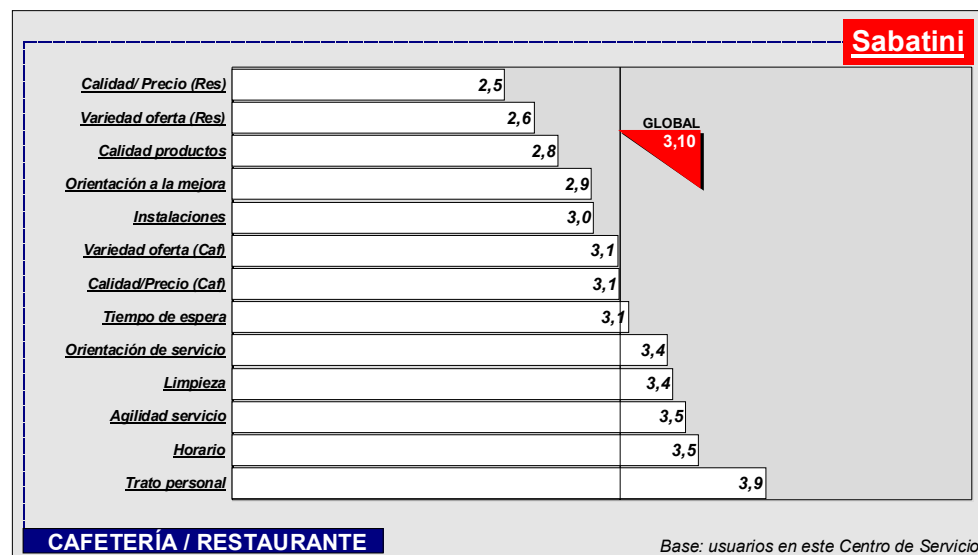 Sabatini
Calidad/ Precio (Res) 2,5
Variedad oferta (Res) 2,6
GLOBAL
3,10
Calidad productos 2,8
Orientación a la mejora 2,9
Instalaciones 3,0
Variedad oferta (Caf) 3,1
Calidad/Precio (Caf) 3,1
Tiempo de espera 3,1
Orientación de servicio 3,4
Limpieza 3,4
Agilidad servicio 3,5
Horario 3,5
Trato personal 3,9
CAFETERÍA / RESTAURANTE
Base: usuarios en este Centro de Servicio